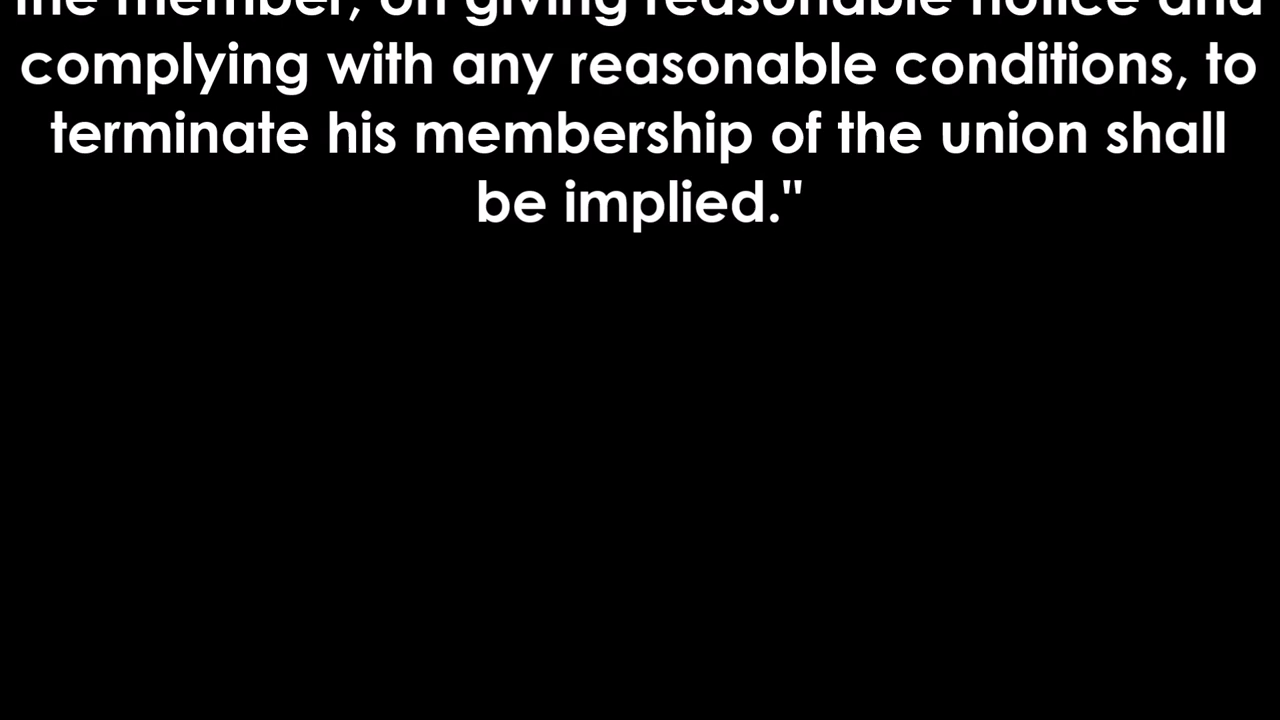 the member, on giving reasonable notice and
complying with any reasonable conditions, to
terminate his membership of the union shall
be implied."